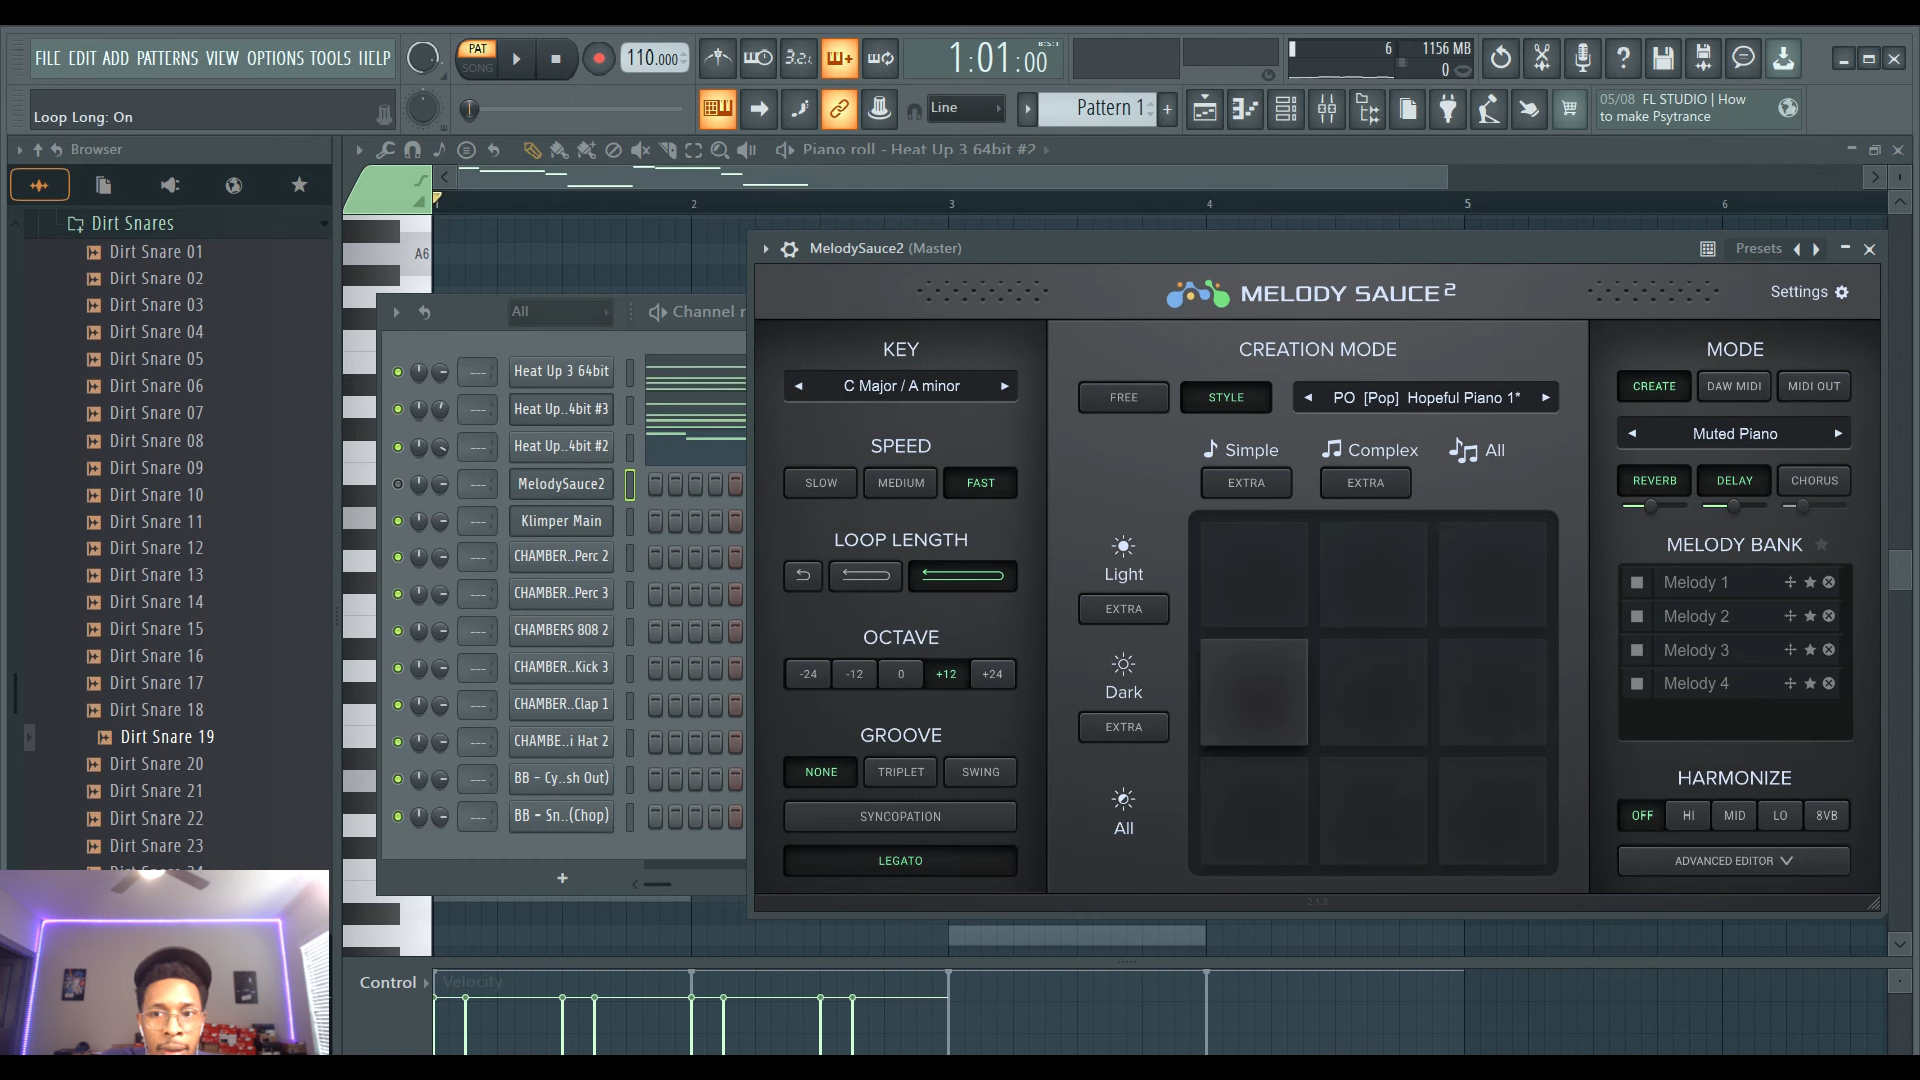 FILE EDIT ADD PATTERNS VIEW OPTIONS TOOLS HELP
PAT
SONG
110.000
3.2.
1:01:00
B:S:T
6
1156 MB
0
Loop Long: On
Line
Pattern 1
+
05/08 FL STUDIO | How
to make Psytrance
Browser
Piano roll - Heat Up 3 64bit #2
Dirt Snares
Dirt Snare 01
Dirt Snare 02
Dirt Snare 03
Dirt Snare 04
Dirt Snare 05
Dirt Snare 06
Dirt Snare 07
Dirt Snare 08
Dirt Snare 09
Dirt Snare 10
Dirt Snare 11
Dirt Snare 12
Dirt Snare 13
Dirt Snare 14
Dirt Snare 15
Dirt Snare 16
Dirt Snare 17
Dirt Snare 18
Dirt Snare 19
Dirt Snare 20
Dirt Snare 21
Dirt Snare 22
Dirt Snare 23
2
3
4
5
6
A6
All
Channel r
Heat Up 3 64bit
Heat Up..4bit #3
Heat Up..4bit #2
MelodySauce2
Klimper Main
CHAMBER..Perc 2
CHAMBER..Perc 3
CHAMBERS 808 2
CHAMBER..Kick 3
CHAMBER..Clap 1
CHAMBE..i Hat 2
BB - Cy..sh Out)
BB - Sn..(Chop)
+
MelodySauce2 (Master)
Presets
MELODY SAUCE2
Settings
KEY
C Major / A minor
SPEED
SLOW
MEDIUM
FAST
LOOP LENGTH
OCTAVE
-24
-12
0
+12
+24
GROOVE
NONE
TRIPLET
SWING
SYNCOPATION
LEGATO
CREATION MODE
FREE
STYLE
PO [Pop] Hopeful Piano 1*
Simple
Complex
All
EXTRA
EXTRA
Light
EXTRA
Dark
EXTRA
All
2.1.3
MODE
CREATE
DAW MIDI
MIDI OUT
Muted Piano
REVERB
DELAY
CHORUS
MELODY BANK
Melody 1
Melody 2
Melody 3
Melody 4
HARMONIZE
OFF
HI
MID
LO
8VB
ADVANCED EDITOR
Control
Velocity